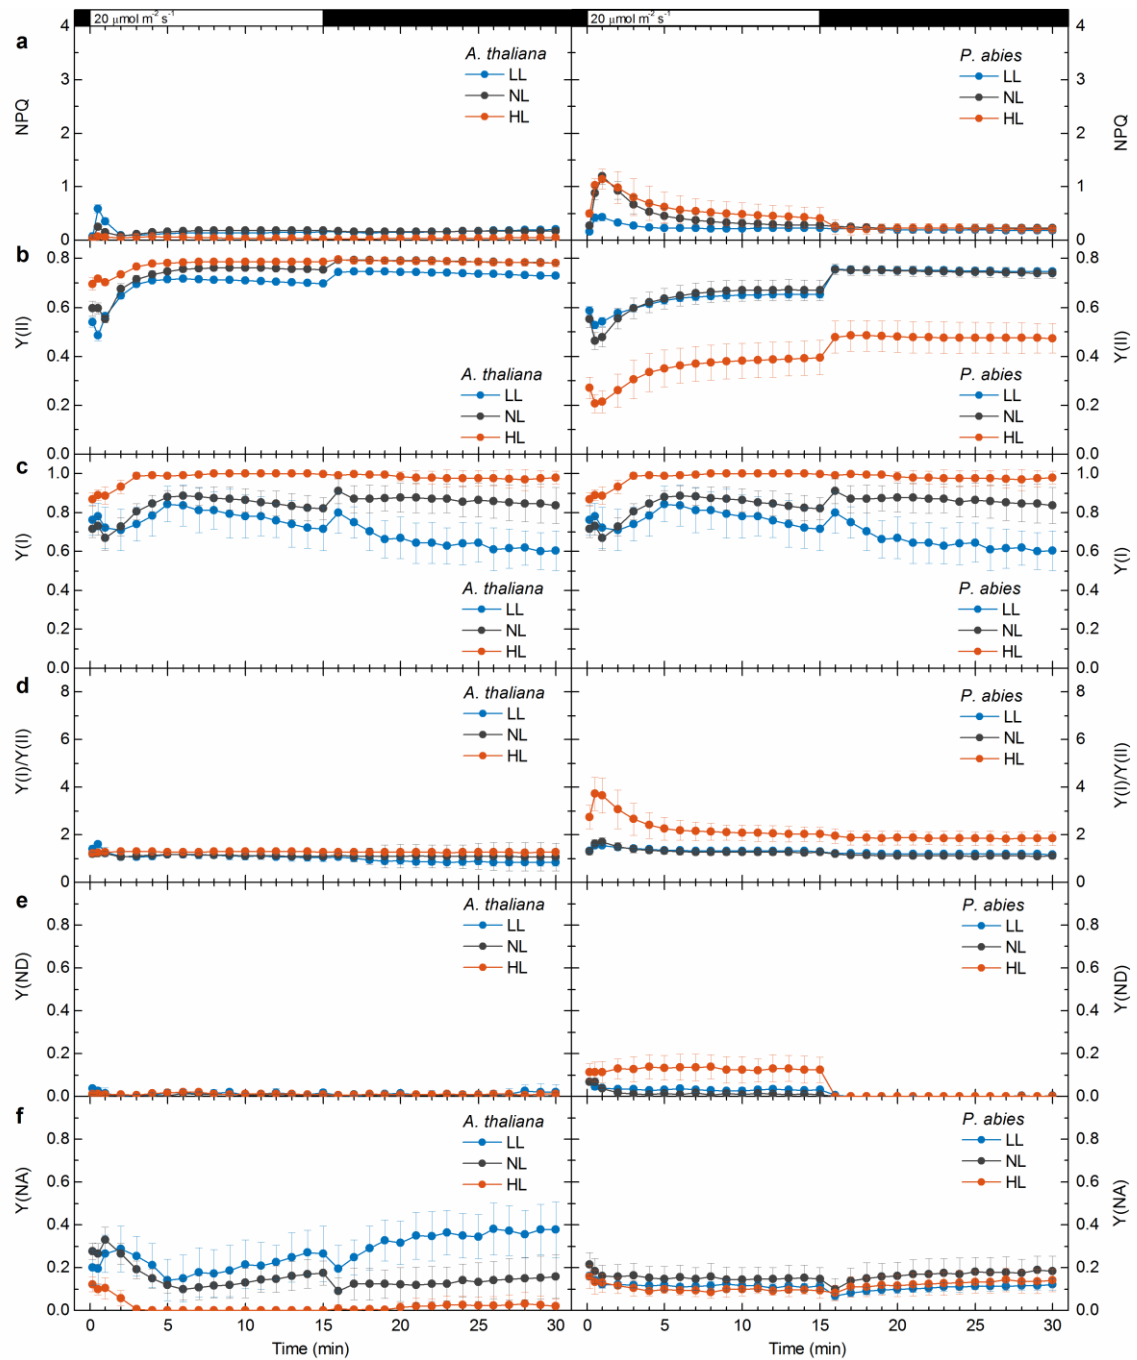 20 μmol m⁻² s⁻¹ 20 μmol m⁻² s⁻¹
a
4 4
3 3
2 2
1 1
0 0
NPQ NPQ
A. thaliana
LL
NL
HL
P. abies
LL
NL
HL
b
0.8 0.8
0.6 0.6
0.4 0.4
0.2 0.2
0.0 0.0
Y(II) Y(II)
A. thaliana
LL
NL
HL
P. abies
LL
NL
HL
c
1.0 1.0
0.8 0.8
0.6 0.6
0.4 0.4
0.2 0.2
0.0 0.0
Y(I) Y(I)
A. thaliana
LL
NL
HL
P. abies
LL
NL
HL
d
8 8
6 6
4 4
2 2
0 0
Y(I)/Y(II) Y(I)/Y(II)
A. thaliana
LL
NL
HL
P. abies
LL
NL
HL
e
0.8 0.8
0.6 0.6
0.4 0.4
0.2 0.2
0.0 0.0
Y(ND) Y(ND)
A. thaliana
LL
NL
HL
P. abies
LL
NL
HL
f
0.8 0.8
0.6 0.6
0.4 0.4
0.2 0.2
0.0 0.0
Y(NA) Y(NA)
A. thaliana
LL
NL
HL
P. abies
LL
NL
HL
0 5 10 15 20 25 30 0 5 10 15 20 25 30
Time (min) Time (min)